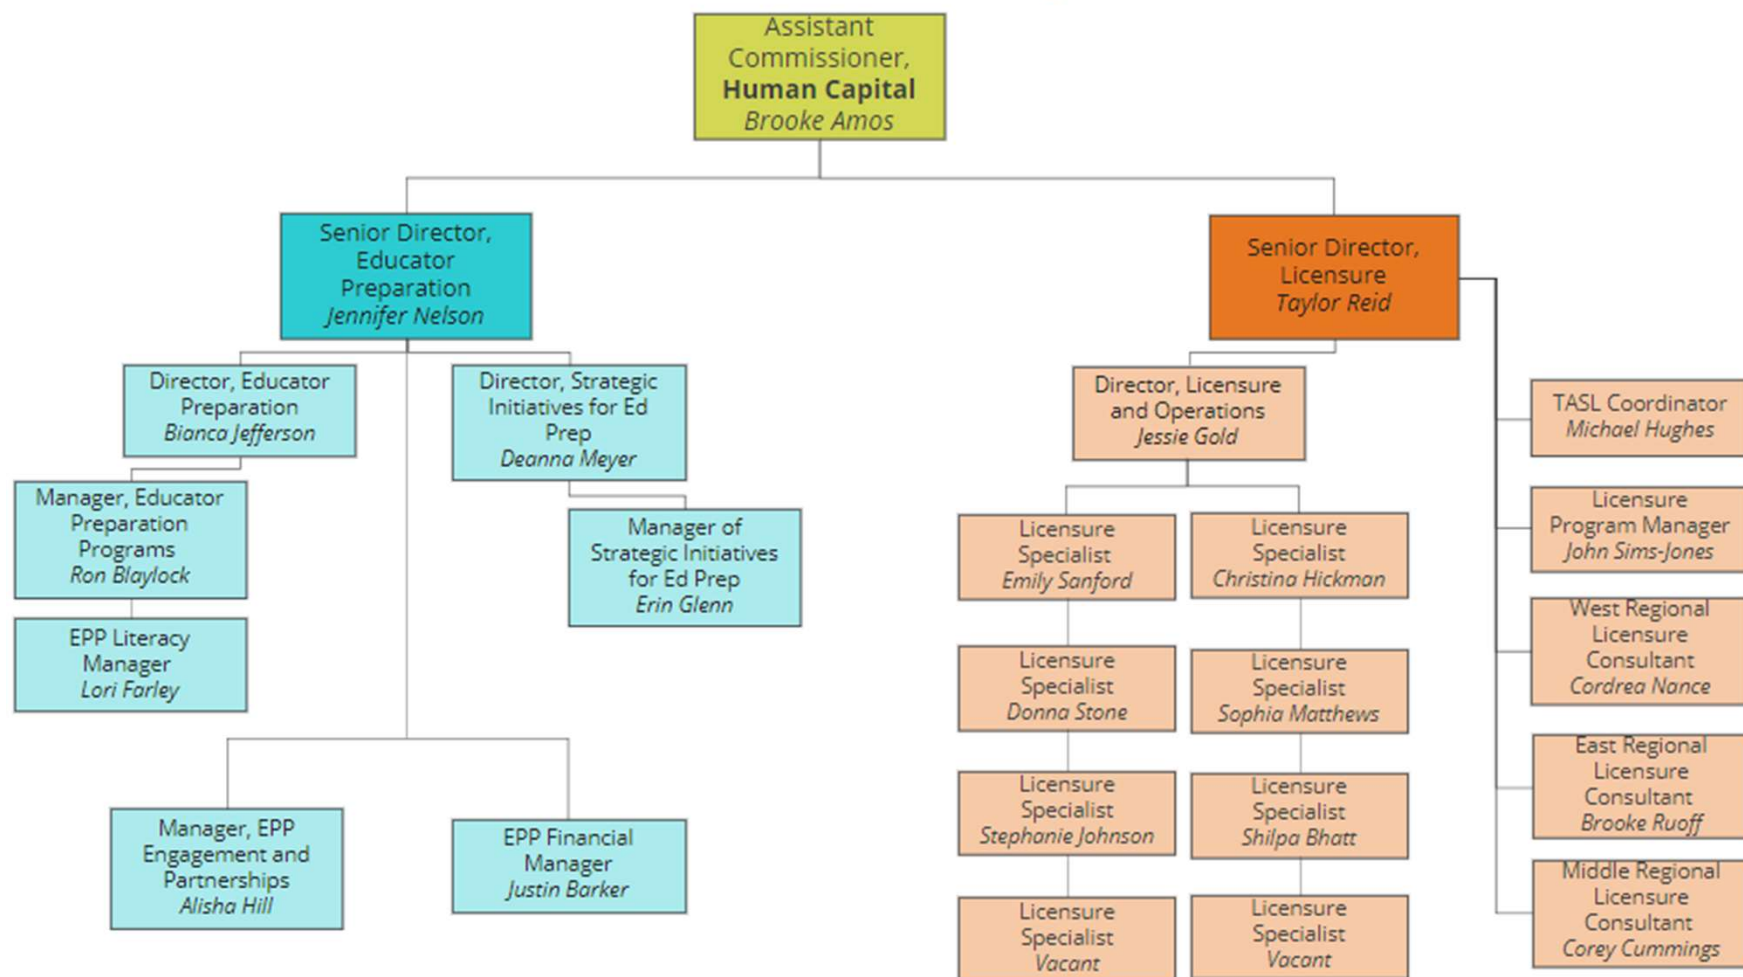 Assistant
Commissioner,
Human Capital
Brooke Amos
Senior Director,
Educator
Preparation
Jennifer Nelson
Senior Director,
Licensure
Taylor Reid
Director, Educator
Preparation
Bianca Jefferson
Director, Strategic
Initiatives for Ed
Prep
Deanna Meyer
Manager, Educator
Preparation
Programs
Ron Blaylock
Manager of
Strategic Initiatives
for Ed Prep
Erin Glenn
EPP Literacy
Manager
Lori Farley
Manager, EPP
Engagement and
Partnerships
Alisha Hill
EPP Financial
Manager
Justin Barker
Director, Licensure
and Operations
Jessie Gold
Licensure
Specialist
Emily Sanford
Licensure
Specialist
Christina Hickman
Licensure
Specialist
Donna Stone
Licensure
Specialist
Sophia Matthews
Licensure
Specialist
Stephanie Johnson
Licensure
Specialist
Shilpa Bhatt
Licensure
Specialist
Vacant
Licensure
Specialist
Vacant
TASL Coordinator
Michael Hughes
Licensure
Program Manager
John Sims-Jones
West Regional
Licensure
Consultant
Cordrea Nance
East Regional
Licensure
Consultant
Brooke Ruoff
Middle Regional
Licensure
Consultant
Corey Cummings